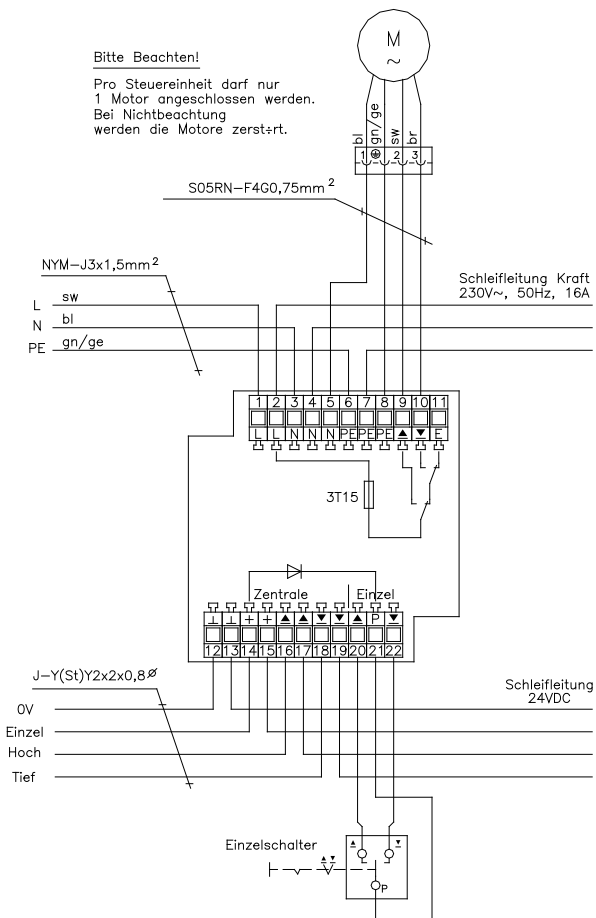 M
~
Bitte Beachten!
Pro Steuereinheit darf nur
1 Motor angeschlossen werden.
Bei Nichtbeachtung
werden die Motore zerst÷rt.
bl gn/ge sw br
1 2 3
S05RN-F4G0,75mm²
NYM-J3x1,5mm²
Schleifleitung Kraft
230V~, 50Hz, 16A
L sw
N bl
PE gn/ge
1 2 3 4 5 6 7 8 9 10 11
L L N N N PE PE PE ▲ ▼ E
3T15
Zentrale Einzel
⊥ ⊥ + + ▲ ▲ ▼ ▼ ▲ P ▼
12 13 14 15 16 17 18 19 20 21 22
J-Y(St)Y2x2x0,8⌀
Schleifleitung
24VDC
0V
Einzel
Hoch
Tief
Einzelschalter
▲ ▼
▲ ▼
P